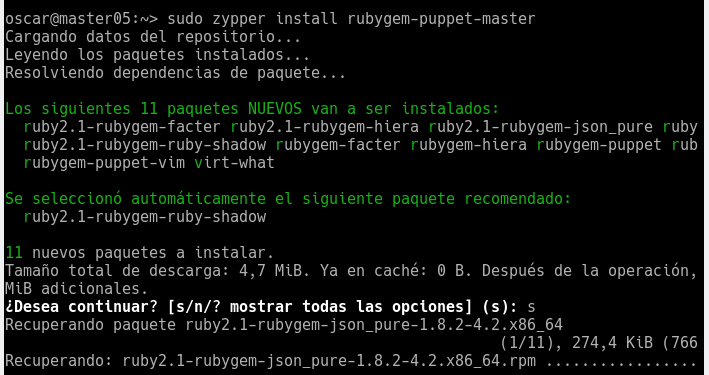 oscar@master05:~> sudo zypper install rubygem-puppet-master
Cargando datos del repositorio...
Leyendo los paquetes instalados...
Resolviendo dependencias de paquete...
Los siguientes 11 paquetes NUEVOS van a ser instalados:
ruby2.1-rubygem-facter ruby2.1-rubygem-hiera ruby2.1-rubygem-json_pure ruby
ruby2.1-rubygem-ruby-shadow rubygem-facter rubygem-hiera rubygem-puppet rub
rubygem-puppet-vim virt-what
Se seleccionó automáticamente el siguiente paquete recomendado:
ruby2.1-rubygem-ruby-shadow
11 nuevos paquetes a instalar.
Tamaño total de descarga: 4,7 MiB. Ya en caché: 0 B. Después de la operación,
MiB adicionales.
¿Desea continuar? [s/n/? mostrar todas las opciones] (s): s
Recuperando paquete ruby2.1-rubygem-json_pure-1.8.2-4.2.x86_64
(1/11), 274,4 KiB (766
Recuperando: ruby2.1-rubygem-json_pure-1.8.2-4.2.x86_64.rpm .................